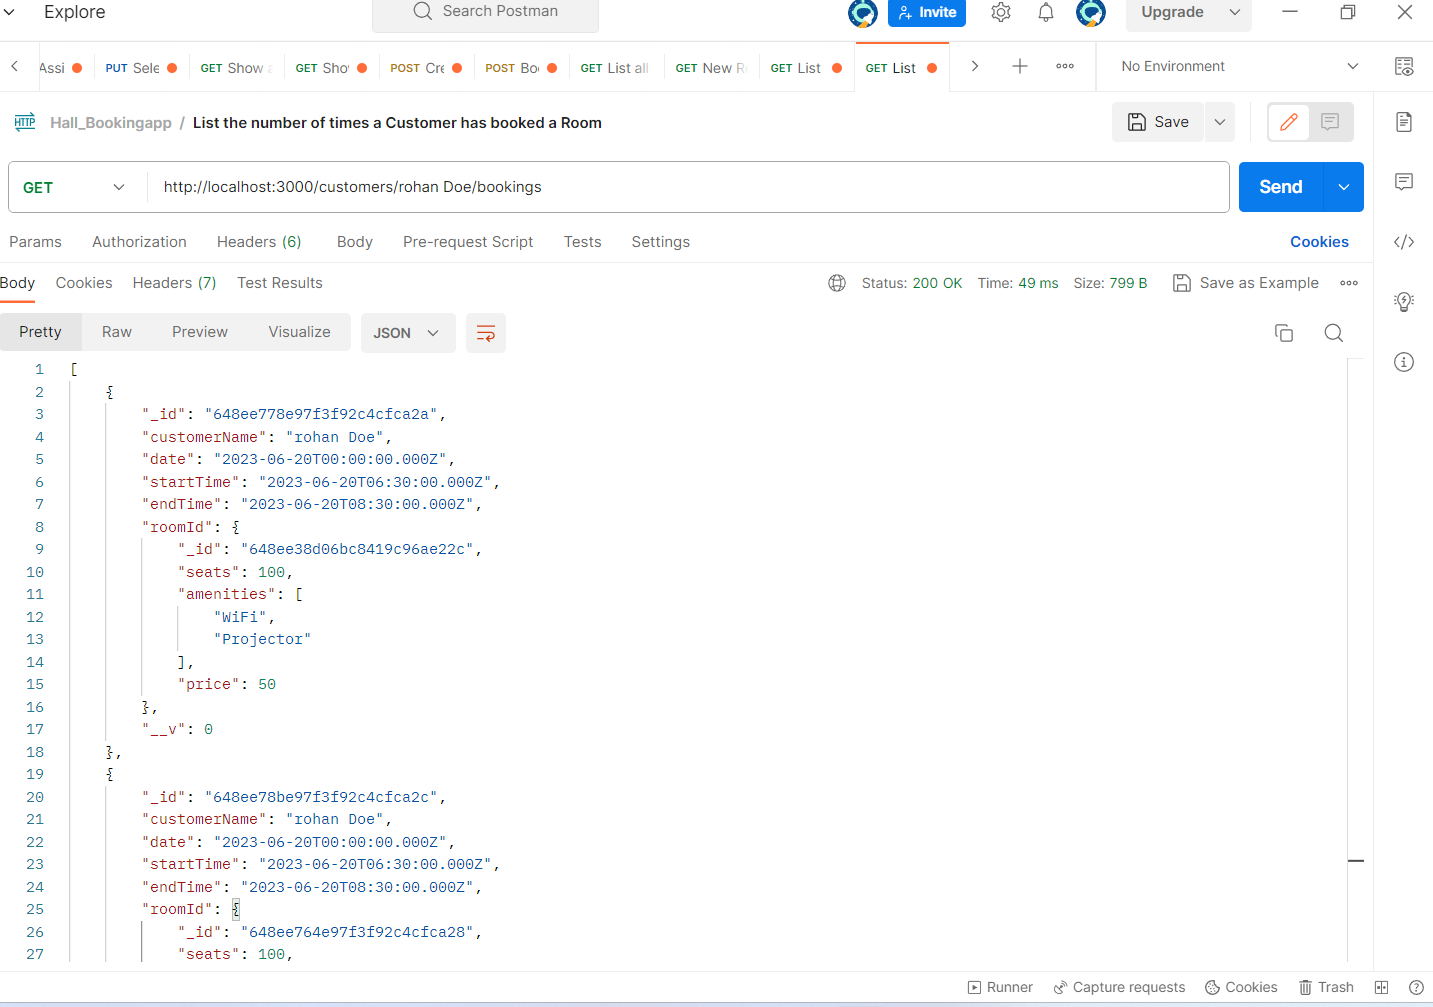 Explore
Search Postman
Invite
Upgrade
Assi
PUT Sele
GET Show a
GET Sho
POST Cre
POST Boo
GET List all
GET New R
GET List
GET List
No Environment
HTTP
Hall_Bookingapp / List the number of times a Customer has booked a Room
Save
GET
http://localhost:3000/customers/rohan Doe/bookings
Send
Params Authorization Headers (6) Body Pre-request Script Tests Settings
Cookies
Body Cookies Headers (7) Test Results
Status: 200 OK Time: 49 ms Size: 799 B
Save as Example
Pretty Raw Preview Visualize
JSON
1 [
2 {
3 "_id": "648ee778e97f3f92c4cfca2a",
4 "customerName": "rohan Doe",
5 "date": "2023-06-20T00:00:00.000Z",
6 "startTime": "2023-06-20T06:30:00.000Z",
7 "endTime": "2023-06-20T08:30:00.000Z",
8 "roomId": {
9 "_id": "648ee38d06bc8419c96ae22c",
10 "seats": 100,
11 "amenities": [
12 "WiFi",
13 "Projector"
14 ],
15 "price": 50
16 },
17 "__v": 0
18 },
19 {
20 "_id": "648ee78be97f3f92c4cfca2c",
21 "customerName": "rohan Doe",
22 "date": "2023-06-20T00:00:00.000Z",
23 "startTime": "2023-06-20T06:30:00.000Z",
24 "endTime": "2023-06-20T08:30:00.000Z",
25 "roomId": {
26 "_id": "648ee764e97f3f92c4cfca28",
27 "seats": 100,
Runner
Capture requests
Cookies
Trash